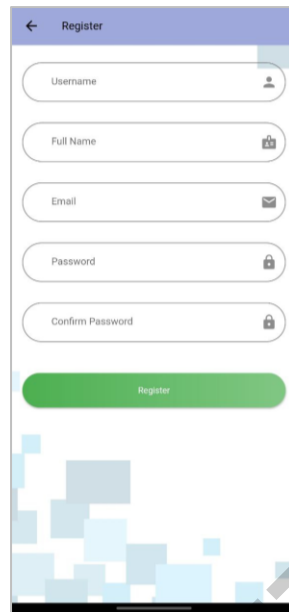 Register
Username
Full Name
Email
Password
Confirm Password
Register